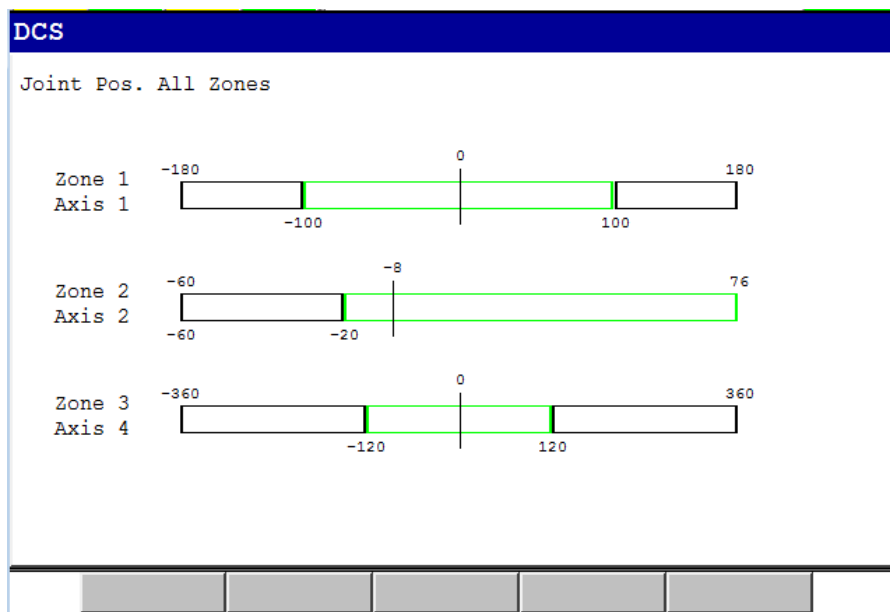 DCS
Joint Pos. All Zones
0
-180 180
Zone 1
Axis 1
-100 100
-8
-60 76
Zone 2
Axis 2
-60 -20
0
-360 360
Zone 3
Axis 4
-120 120